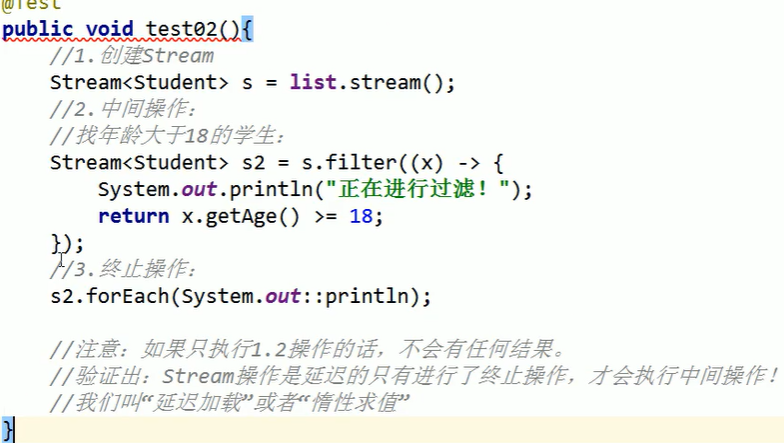 @Test
public void test02(){
//1.创建Stream
Stream<Student> s = list.stream();
//2.中间操作:
//找年龄大于18的学生:
Stream<Student> s2 = s.filter((x) -> {
System.out.println("正在进行过滤！");
return x.getAge() >= 18;
});
//3.终止操作:
s2.forEach(System.out::println);
//注意：如果只执行1.2操作的话，不会有任何结果。
//验证出：Stream操作是延迟的只有进行了终止操作，才会执行中间操作！
//我们叫“延迟加载”或者“惰性求值”
}